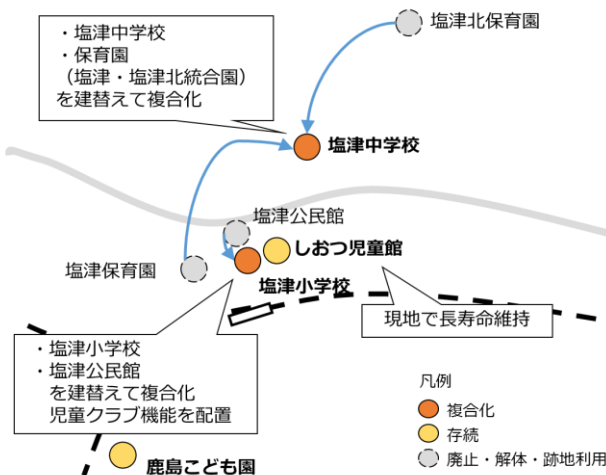 塩津北保育園
・塩津中学校
・保育園
（塩津・塩津北統合園）
を建替えて複合化
塩津中学校
塩津公民館
しおつ児童館
塩津保育園
塩津小学校
現地で長寿命維持
・塩津小学校
・塩津公民館
を建替えて複合化
児童クラブ機能を配置
凡例
複合化
存続
廃止・解体・跡地利用
鹿島こども園